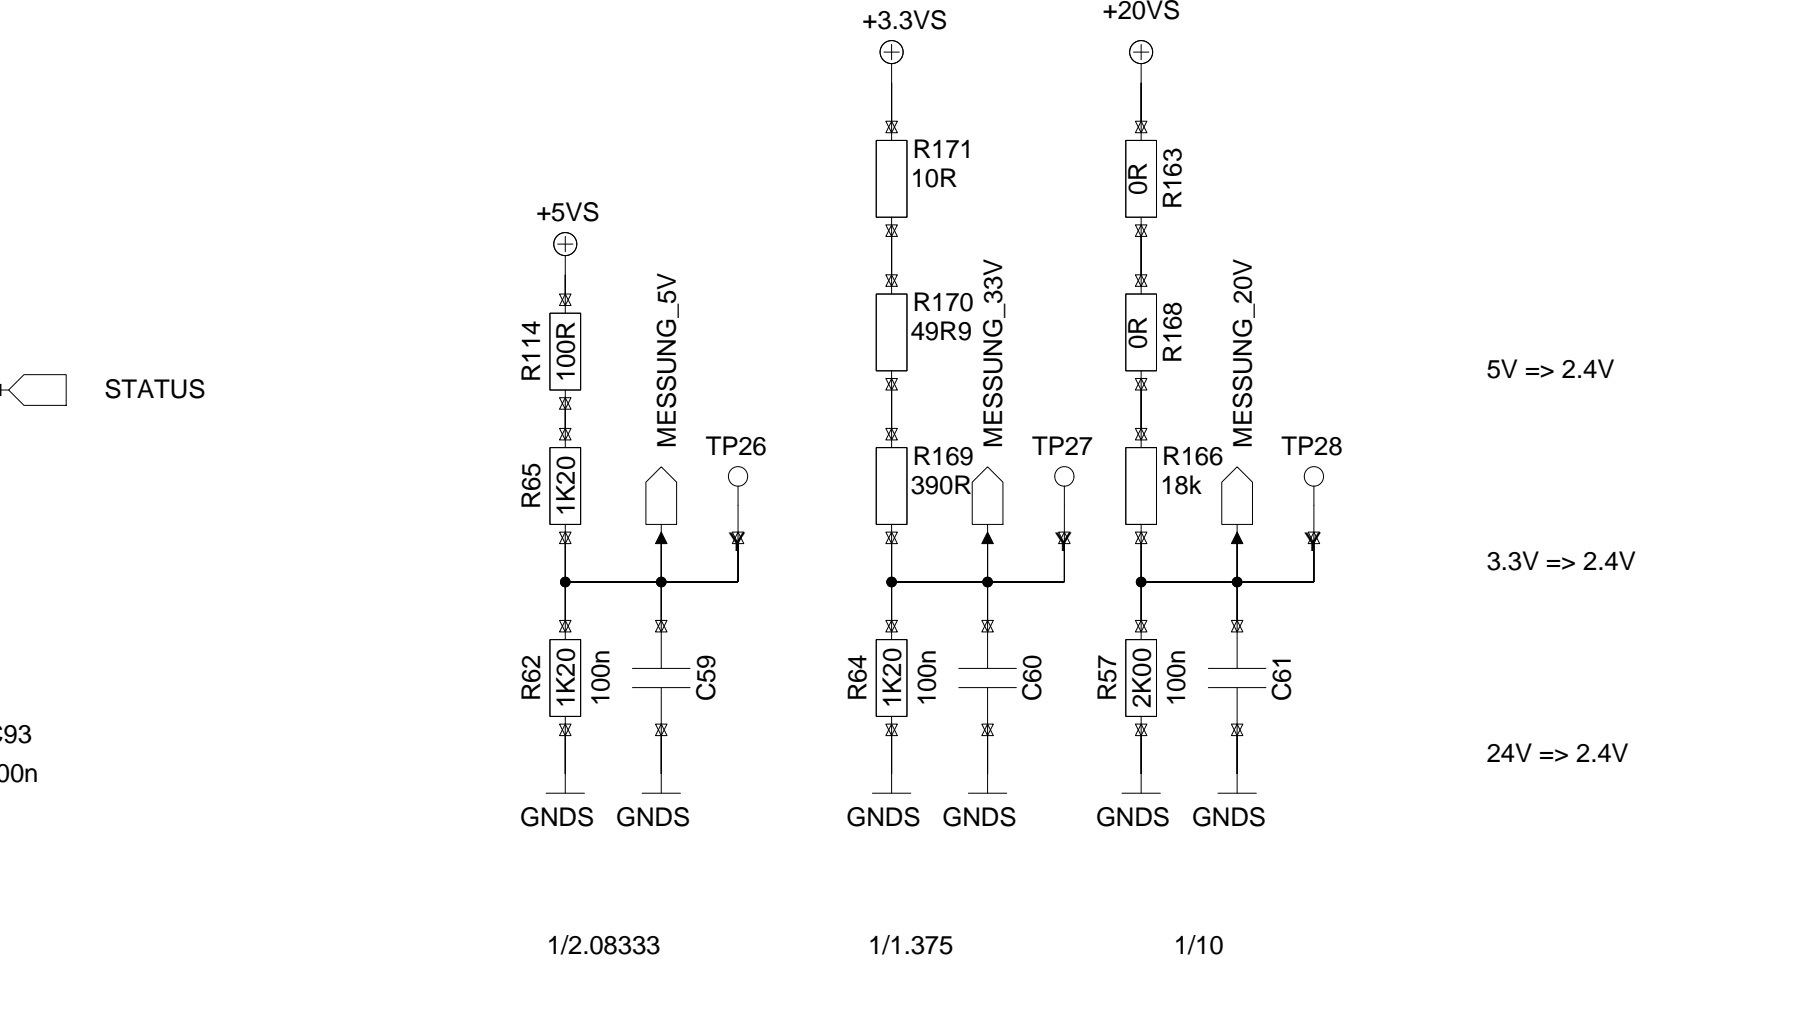 +3.3VS
+20VS
R171
10R
0R
R163
+5VS
R114
100R
MESSUNG_5V
R170
49R9
MESSUNG_33V
0R
R168
MESSUNG_20V
5V => 2.4V
STATUS
R65
1K20
TP26
R169
390R
TP27
R166
18k
TP28
3.3V => 2.4V
R62
1K20
100n
C59
R64
1K20
100n
C60
R57
2K00
100n
C61
C93
00n
24V => 2.4V
GNDS
GNDS
GNDS
GNDS
GNDS
GNDS
1/2.08333
1/1.375
1/10